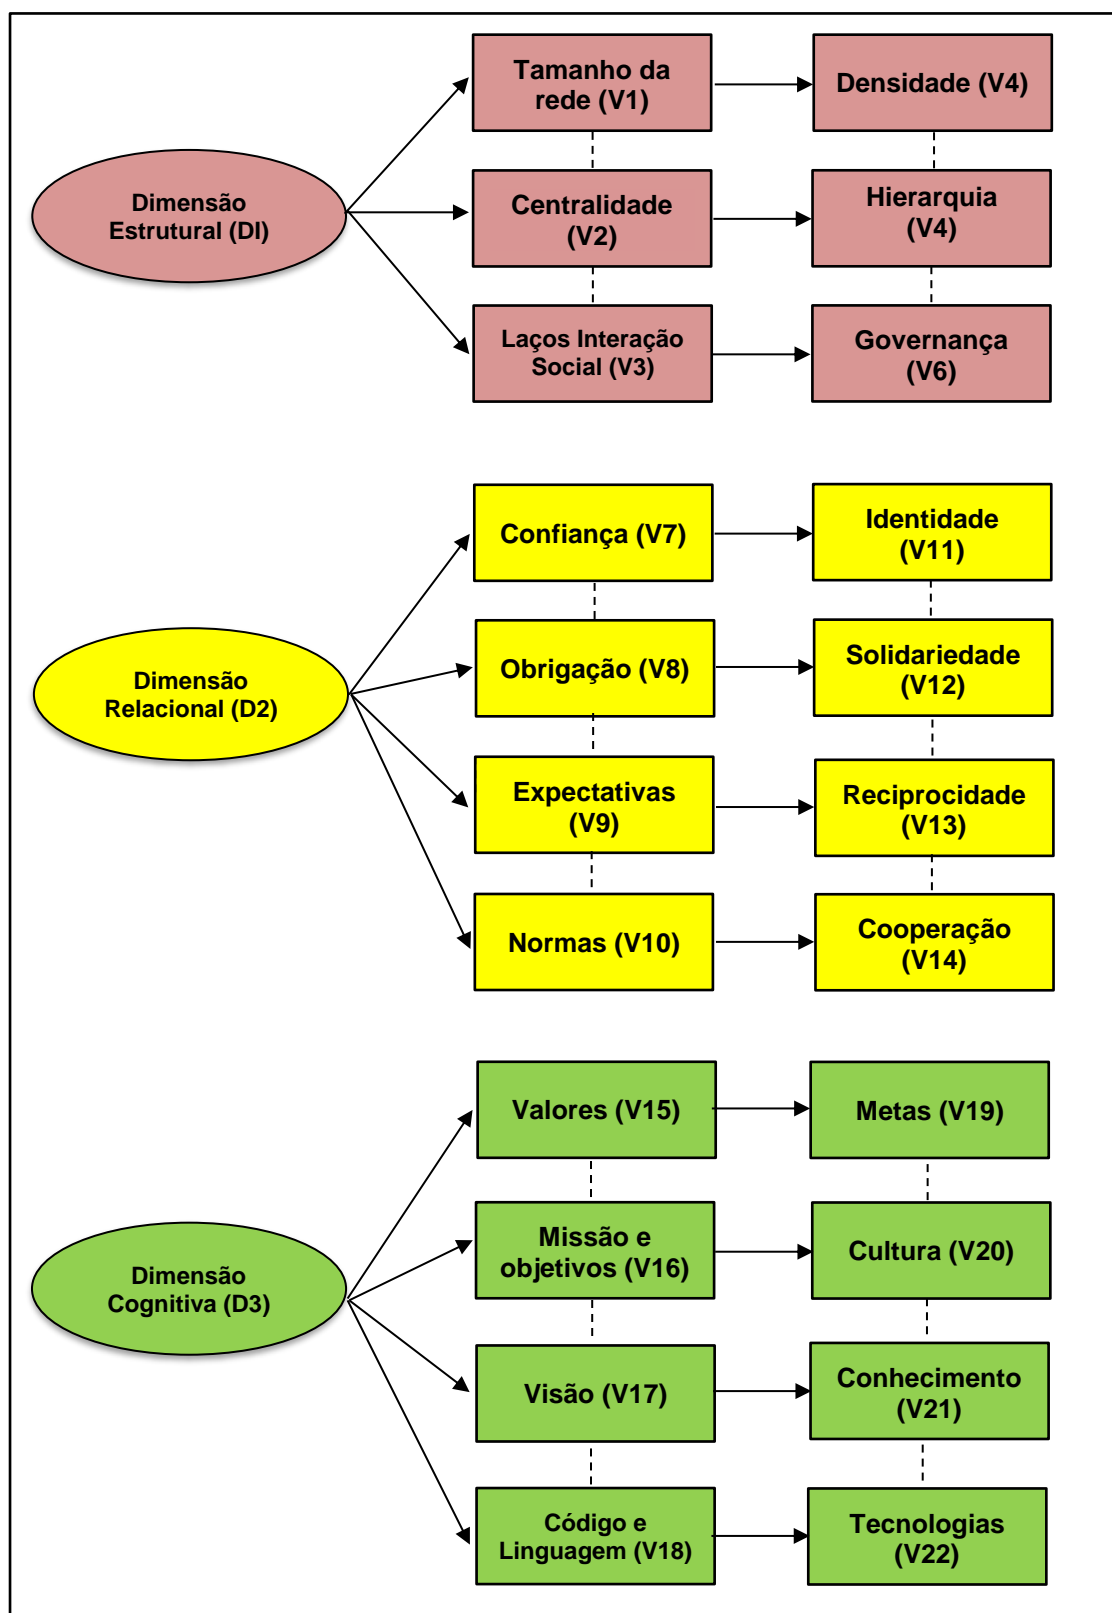 Tamanho da
rede (V1)
Densidade (V4)
Dimensão
Estrutural (DI)
Centralidade
(V2)
Hierarquia
(V4)
Laços Interação
Social (V3)
Governança
(V6)
Confiança (V7)
Identidade
(V11)
Dimensão
Relacional (D2)
Obrigação (V8)
Solidariedade
(V12)
Expectativas
(V9)
Reciprocidade
(V13)
Normas (V10)
Cooperação
(V14)
Valores (V15)
Metas (V19)
Dimensão
Cognitiva (D3)
Missão e
objetivos (V16)
Cultura (V20)
Visão (V17)
Conhecimento
(V21)
Código e
Linguagem (V18)
Tecnologias
(V22)